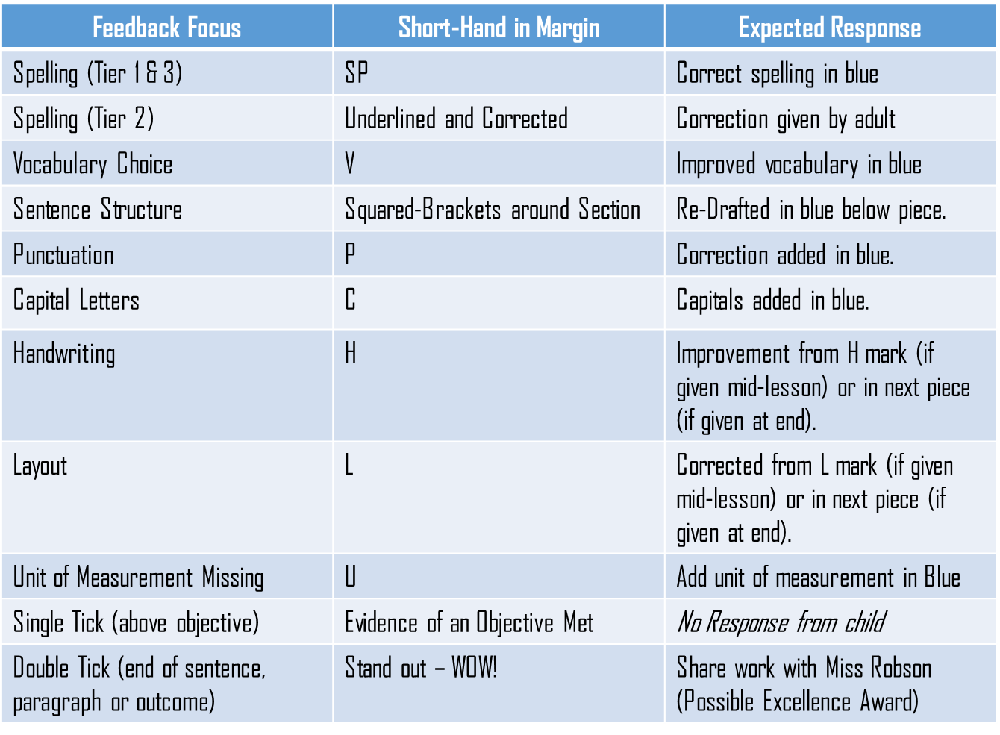 Feedback Focus Short-Hand in Margin Expected Response
Spelling (Tier 1 & 3) SP Correct spelling in blue
Spelling (Tier 2) Underlined and Corrected Correction given by adult
Vocabulary Choice V Improved vocabulary in blue
Sentence Structure Squared-Brackets around Section Re-Drafted in blue below piece.
Punctuation P Correction added in blue.
Capital Letters C Capitals added in blue.
Handwriting H Improvement from H mark (if
given mid-lesson) or in next piece
(if given at end).
Layout L Corrected from L mark (if given
mid-lesson) or in next piece (if
given at end).
Unit of Measurement Missing U Add unit of measurement in Blue
Single Tick (above objective) Evidence of an Objective Met No Response from child
Double Tick (end of sentence, Stand out – WOW! Share work with Miss Robson
paragraph or outcome) (Possible Excellence Award)